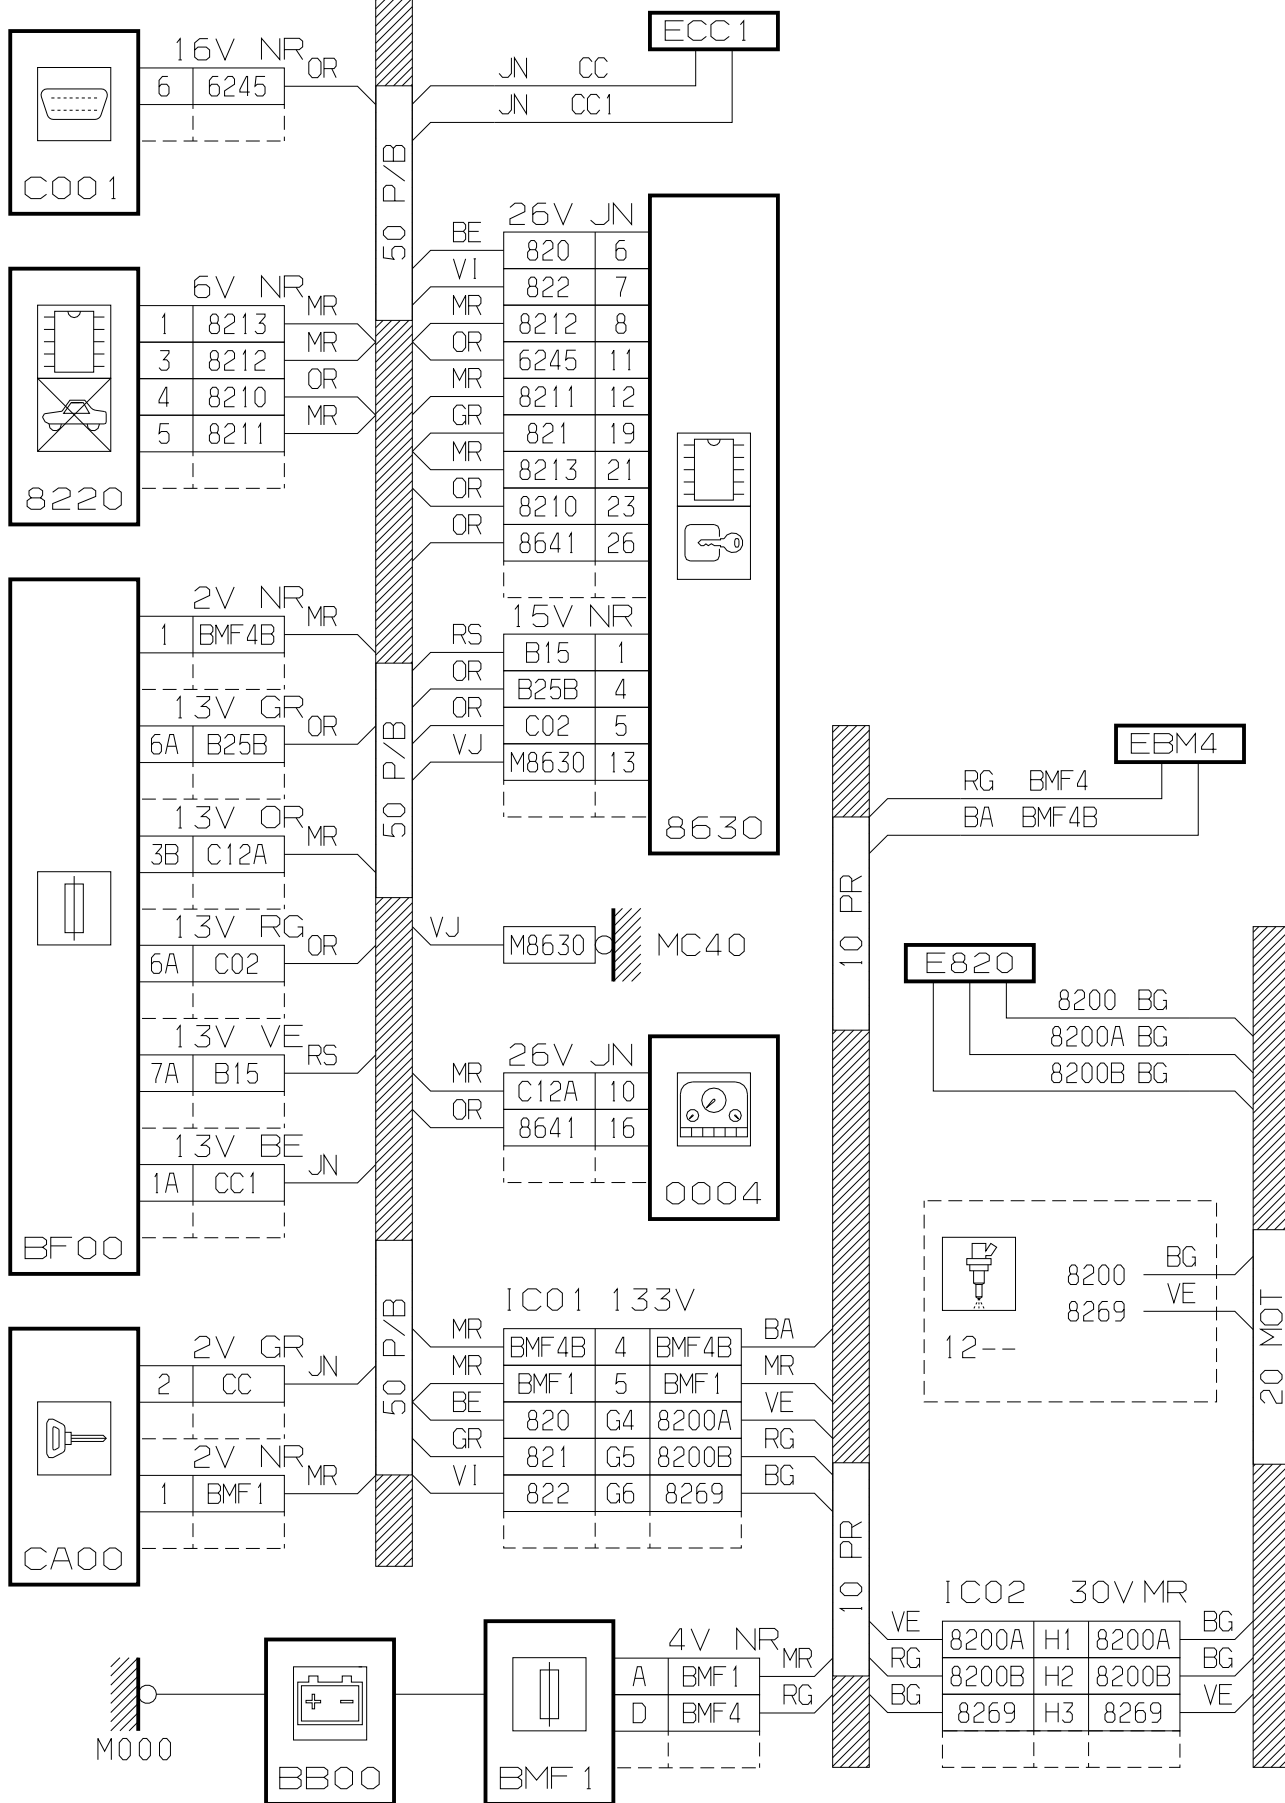 ECC1
JN CC
JN CC1
16V NR
OR
6 6245
C001
50 P/B
6V NR
1 8213 MR
3 8212 MR
4 8210 OR
5 8211 MR
8220
26V JN
BE 820 6
VI 822 7
MR 8212 8
OR 6245 11
MR 8211 12
GR 821 19
MR 8213 21
OR 8210 23
OR 8641 26
15V NR
RS B15 1
OR B25B 4
OR C02 5
VJ M8630 13
8630
2V NR
1 BMF4B MR
13V GR
6A B25B OR
13V OR
3B C12A MR
13V RG
6A C02 OR
13V VE
7A B15 RS
13V BE
1A CC1 JN
BF00
50 P/B
VJ M8630 MC40
26V JN
MR C12A 10
OR 8641 16
0004
EBM4
RG BMF4
BA BMF4B
10 PR
E820
8200 BG
8200A BG
8200B BG
8200 BG
8269 VE
12--
20 MOT
2V GR
2 CC JN
2V NR
1 BMF1 MR
CA00
50 P/B
IC01 133V
MR BMF4B 4 BMF4B BA
MR BMF1 5 BMF1 MR
BE 820 G4 8200A VE
GR 821 G5 8200B RG
VI 822 G6 8269 BG
10 PR
IC02 30V MR
VE 8200A H1 8200A BG
RG 8200B H2 8200B BG
BG 8269 H3 8269 VE
M000
BB00
4V NR
A BMF1 MR
D BMF4 RG
BMF1